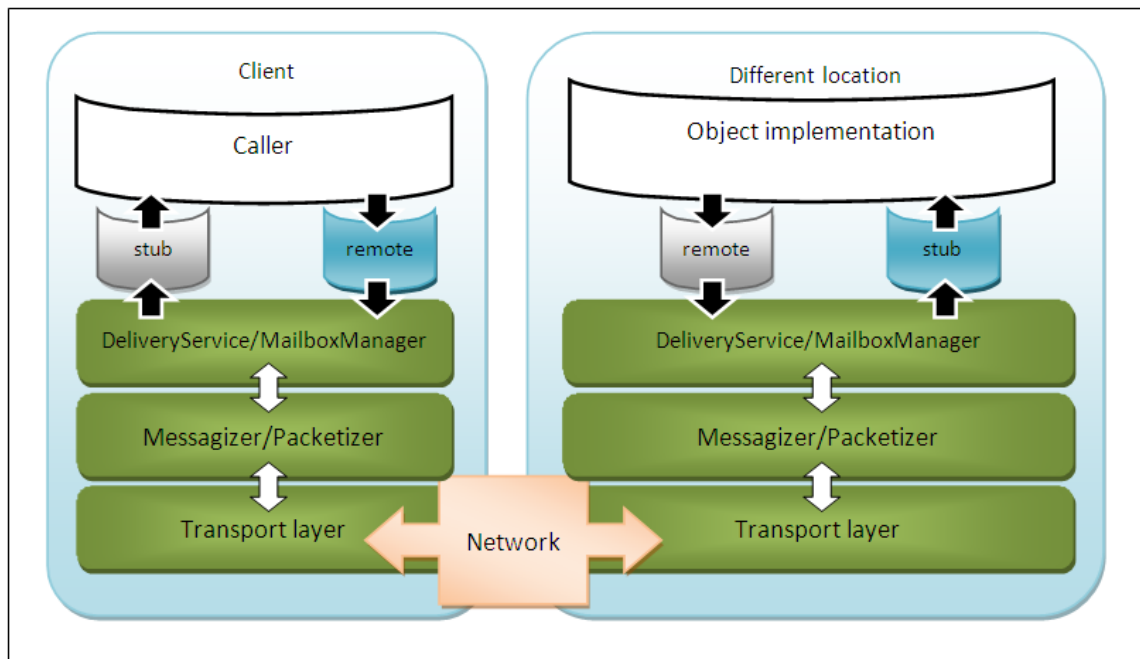 Client
Caller
stub
remote
DeliveryService/MailboxManager
Messagizer/Packetizer
Transport layer
Network
Different location
Object implementation
remote
stub
DeliveryService/MailboxManager
Messagizer/Packetizer
Transport layer